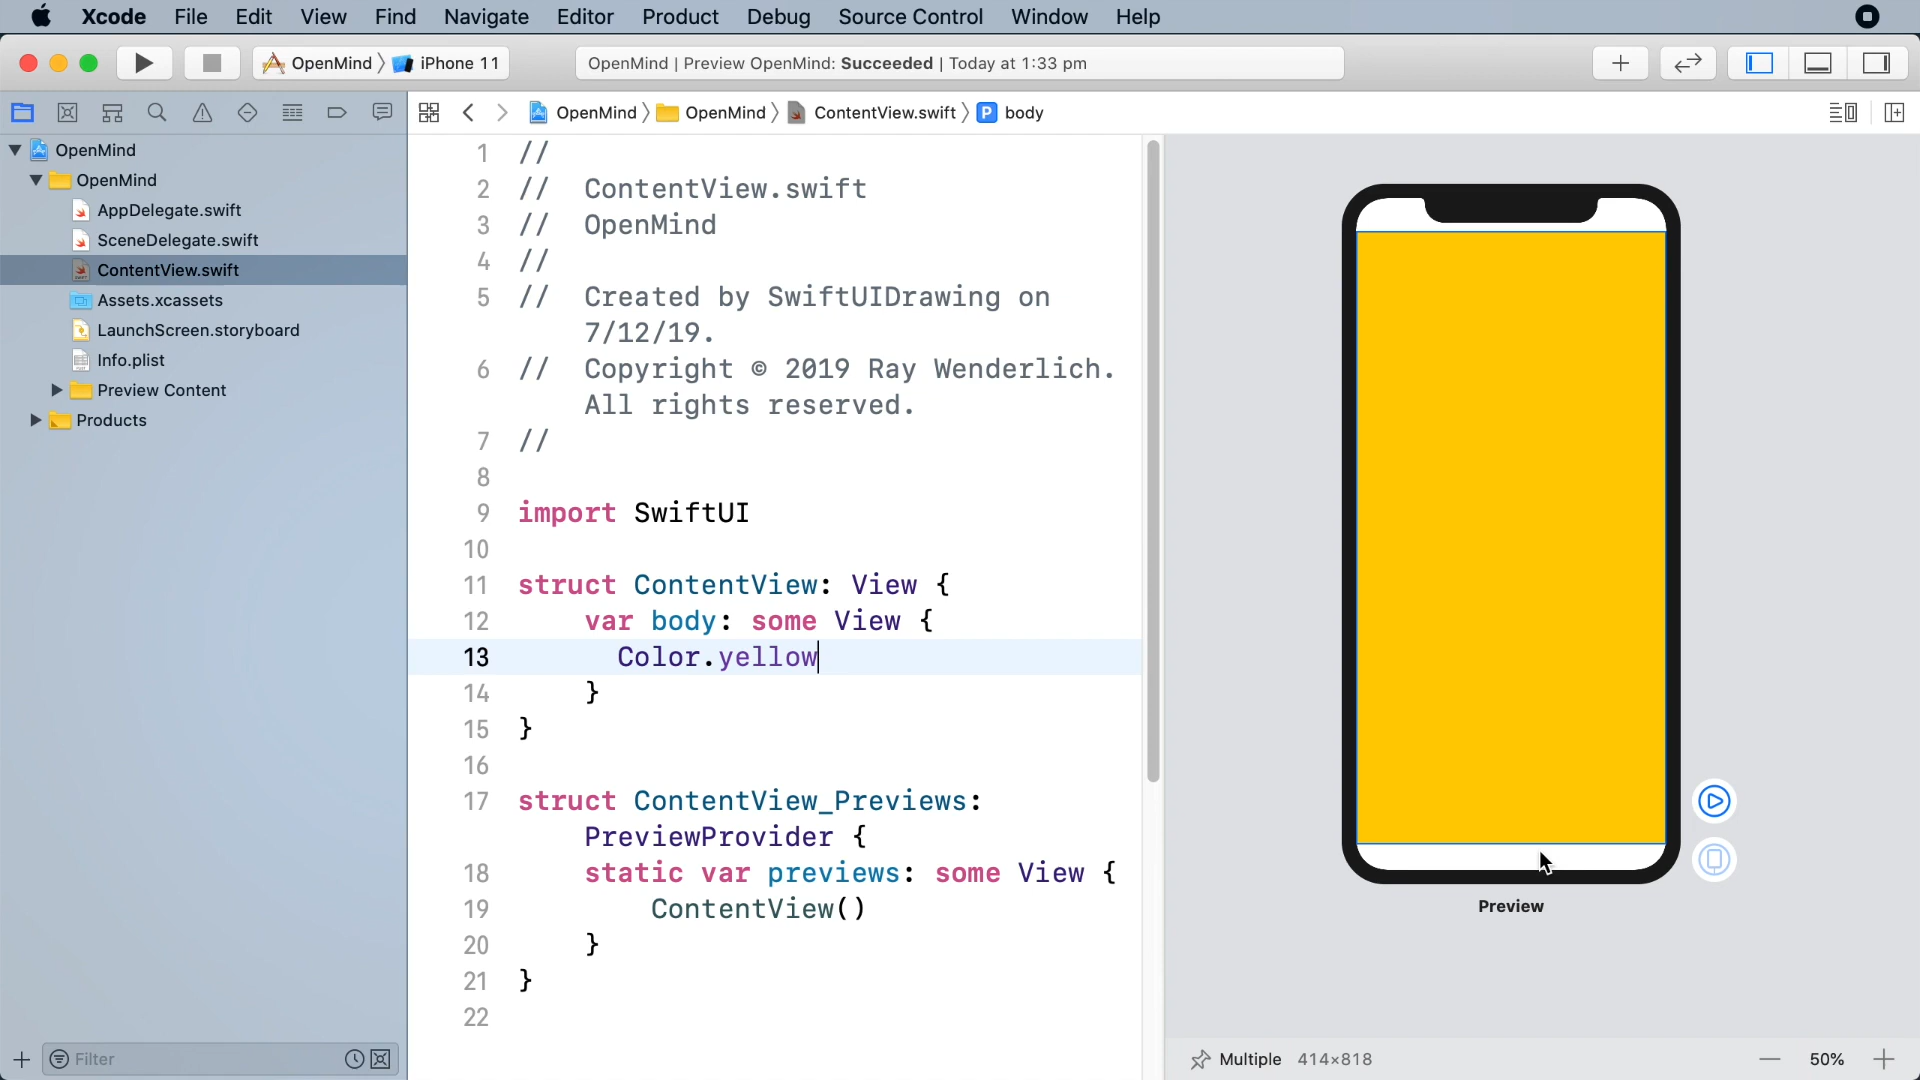 Xcode File Edit View Find Navigate Editor Product Debug Source Control Window Help
OpenMind 〉 iPhone 11
OpenMind | Preview OpenMind: Succeeded | Today at 1:33 pm
OpenMind 〉 OpenMind 〉 ContentView.swift 〉 P body
OpenMind
OpenMind
AppDelegate.swift
SceneDelegate.swift
ContentView.swift
Assets.xcassets
LaunchScreen.storyboard
Info.plist
Preview Content
Products
Filter
1 //
2 // ContentView.swift
3 // OpenMind
4 //
5 // Created by SwiftUIDrawing on
7/12/19.
6 // Copyright © 2019 Ray Wenderlich.
All rights reserved.
7 //
8
9 import SwiftUI
10
11 struct ContentView: View {
12 var body: some View {
13 Color.yellow
14 }
15 }
16
17 struct ContentView_Previews:
PreviewProvider {
18 static var previews: some View {
19 ContentView()
20 }
21 }
22
Preview
Multiple 414×818
50%